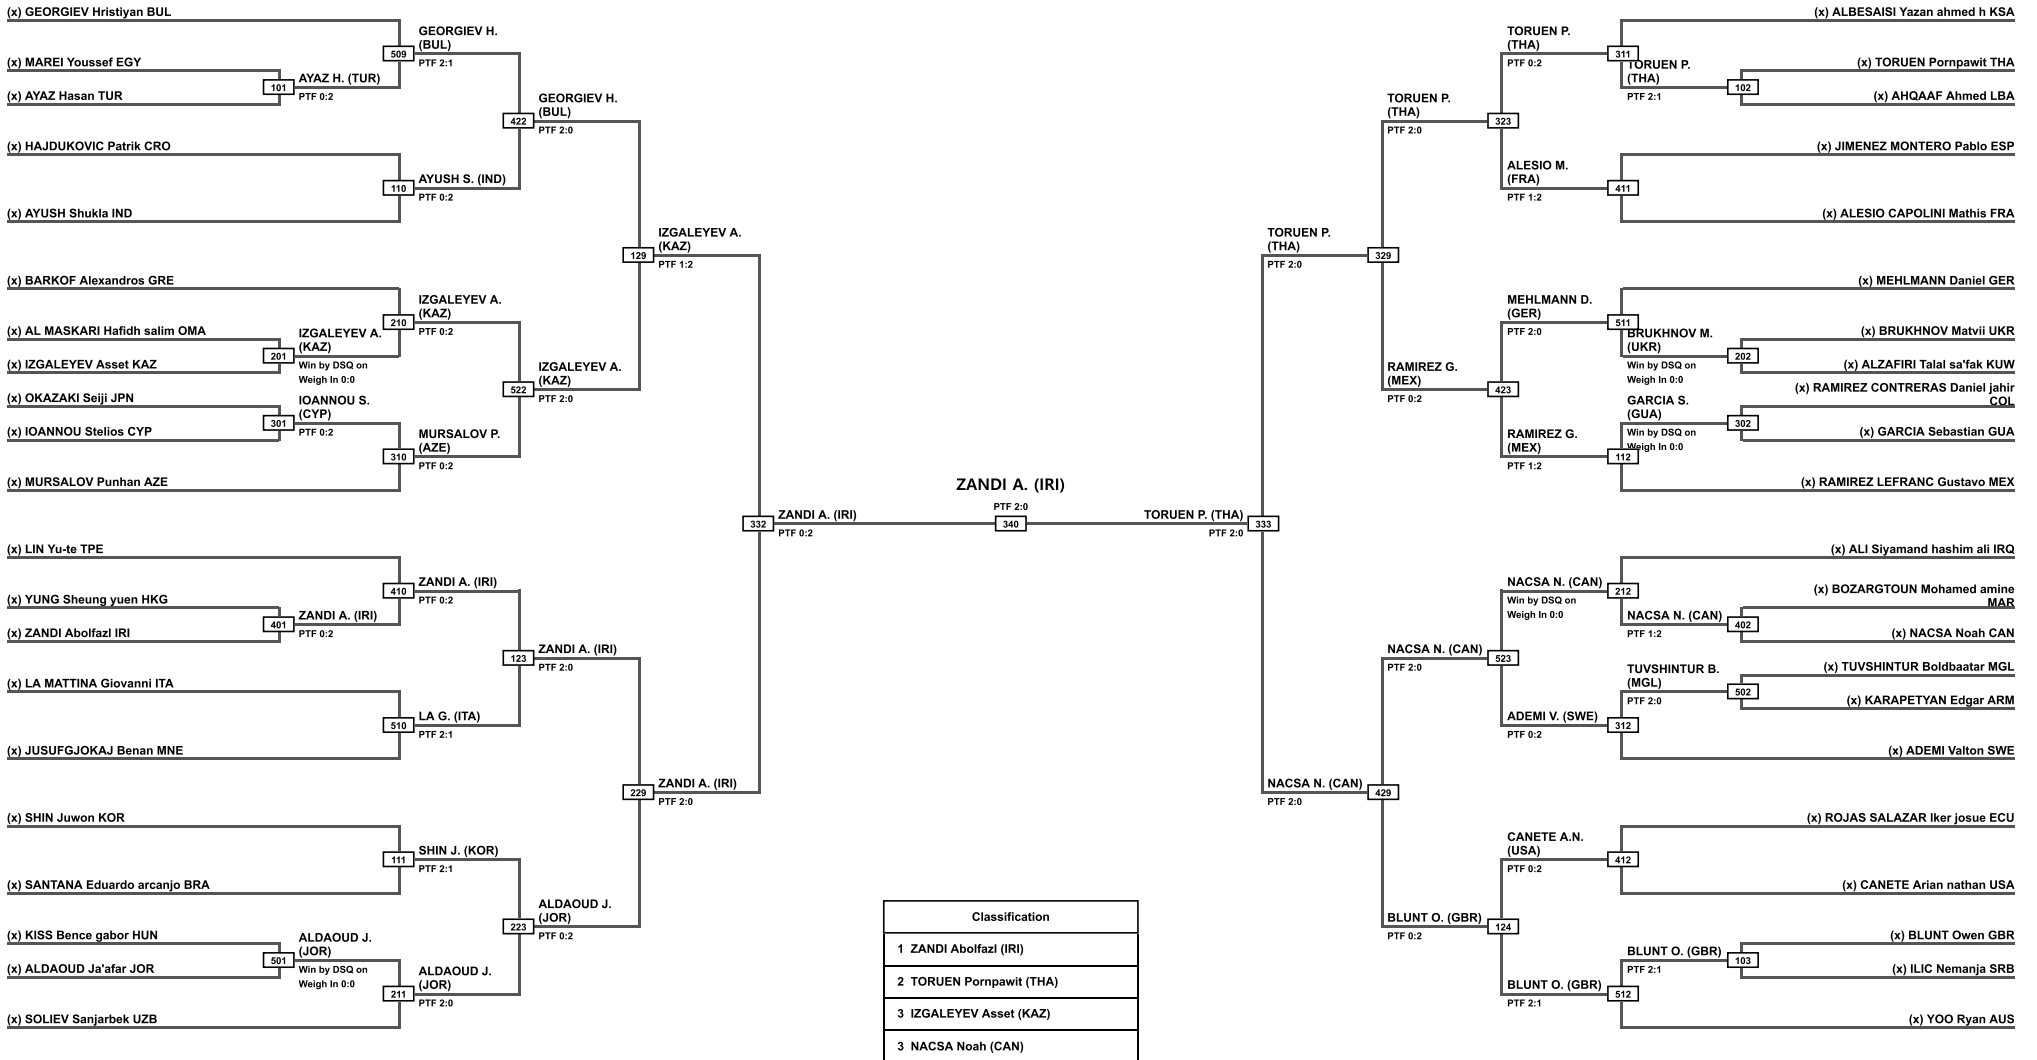 (x) GEORGIEV Hristiyan BUL
(x) MAREI Youssef EGY
(x) AYAZ Hasan TUR
(x) HAJDUKOVIC Patrik CRO
(x) AYUSH Shukla IND
(x) BARKOF Alexandros GRE
(x) AL MASKARI Hafidh salim OMA
(x) IZGALEYEV Asset KAZ
(x) OKAZAKI Seiji JPN
(x) IOANNOU Stelios CYP
(x) MURSALOV Punhan AZE
(x) LIN Yu-te TPE
(x) YUNG Sheung yuen HKG
(x) ZANDI Abolfazl IRI
(x) LA MATTINA Giovanni ITA
(x) JUSUFGJOKAJ Benan MNE
(x) SHIN Juwon KOR
(x) SANTANA Eduardo arcanjo BRA
(x) KISS Bence gabor HUN
(x) ALDAOUD Ja'afar JOR
(x) SOLIEV Sanjarbek UZB
101
AYAZ H. (TUR)
PTF 0:2
201
IZGALEYEV A.
(KAZ)
Win by DSQ on
Weigh In 0:0
301
IOANNOU S.
(CYP)
PTF 0:2
401
ZANDI A. (IRI)
PTF 0:2
501
ALDAOUD J.
(JOR)
Win by DSQ on
Weigh In 0:0
509
GEORGIEV H.
(BUL)
PTF 2:1
110
AYUSH S. (IND)
PTF 0:2
210
IZGALEYEV A.
(KAZ)
PTF 0:2
310
MURSALOV P.
(AZE)
PTF 0:2
410
ZANDI A. (IRI)
PTF 0:2
510
LA G. (ITA)
PTF 2:1
111
SHIN J. (KOR)
PTF 2:1
211
ALDAOUD J.
(JOR)
PTF 2:0
422
GEORGIEV H.
(BUL)
PTF 2:0
522
IZGALEYEV A.
(KAZ)
PTF 2:0
123
ZANDI A. (IRI)
PTF 2:0
223
ALDAOUD J.
(JOR)
PTF 0:2
129
IZGALEYEV A.
(KAZ)
PTF 1:2
229
ZANDI A. (IRI)
PTF 2:0
332
ZANDI A. (IRI)
PTF 0:2
ZANDI A. (IRI)
PTF 2:0
340
TORUEN P. (THA)
PTF 2:0
333
TORUEN P.
(THA)
PTF 2:0
329
NACSA N. (CAN)
PTF 2:0
429
TORUEN P.
(THA)
PTF 2:0
323
RAMIREZ G.
(MEX)
PTF 0:2
423
NACSA N. (CAN)
PTF 2:0
523
BLUNT O. (GBR)
PTF 0:2
124
TORUEN P.
(THA)
PTF 0:2
311
ALESIO M.
(FRA)
PTF 1:2
411
MEHLMANN D.
(GER)
PTF 2:0
511
RAMIREZ G.
(MEX)
PTF 1:2
112
NACSA N. (CAN)
Win by DSQ on
Weigh In 0:0
212
ADEMI V. (SWE)
PTF 0:2
312
CANETE A.N.
(USA)
PTF 0:2
412
BLUNT O. (GBR)
PTF 2:1
512
TORUEN P.
(THA)
PTF 2:1
102
BRUKHNOV M.
(UKR)
Win by DSQ on
Weigh In 0:0
202
GARCIA S.
(GUA)
Win by DSQ on
Weigh In 0:0
302
NACSA N. (CAN)
PTF 1:2
402
TUVSHINTUR B.
(MGL)
PTF 2:0
502
BLUNT O. (GBR)
PTF 2:1
103
(x) ALBESAISI Yazan ahmed h KSA
(x) TORUEN Pornpawit THA
(x) AHQAAF Ahmed LBA
(x) JIMENEZ MONTERO Pablo ESP
(x) ALESIO CAPOLINI Mathis FRA
(x) MEHLMANN Daniel GER
(x) BRUKHNOV Matvii UKR
(x) ALZAFIRI Talal sa'fak KUW
(x) RAMIREZ CONTRERAS Daniel jahir
COL
(x) GARCIA Sebastian GUA
(x) RAMIREZ LEFRANC Gustavo MEX
(x) ALI Siyamand hashim ali IRQ
(x) BOZARGTOUN Mohamed amine
MAR
(x) NACSA Noah CAN
(x) TUVSHINTUR Boldbaatar MGL
(x) KARAPETYAN Edgar ARM
(x) ADEMI Valton SWE
(x) ROJAS SALAZAR Iker josue ECU
(x) CANETE Arian nathan USA
(x) BLUNT Owen GBR
(x) ILIC Nemanja SRB
(x) YOO Ryan AUS
Classification
1 ZANDI Abolfazl (IRI)
2 TORUEN Pornpawit (THA)
3 IZGALEYEV Asset (KAZ)
3 NACSA Noah (CAN)